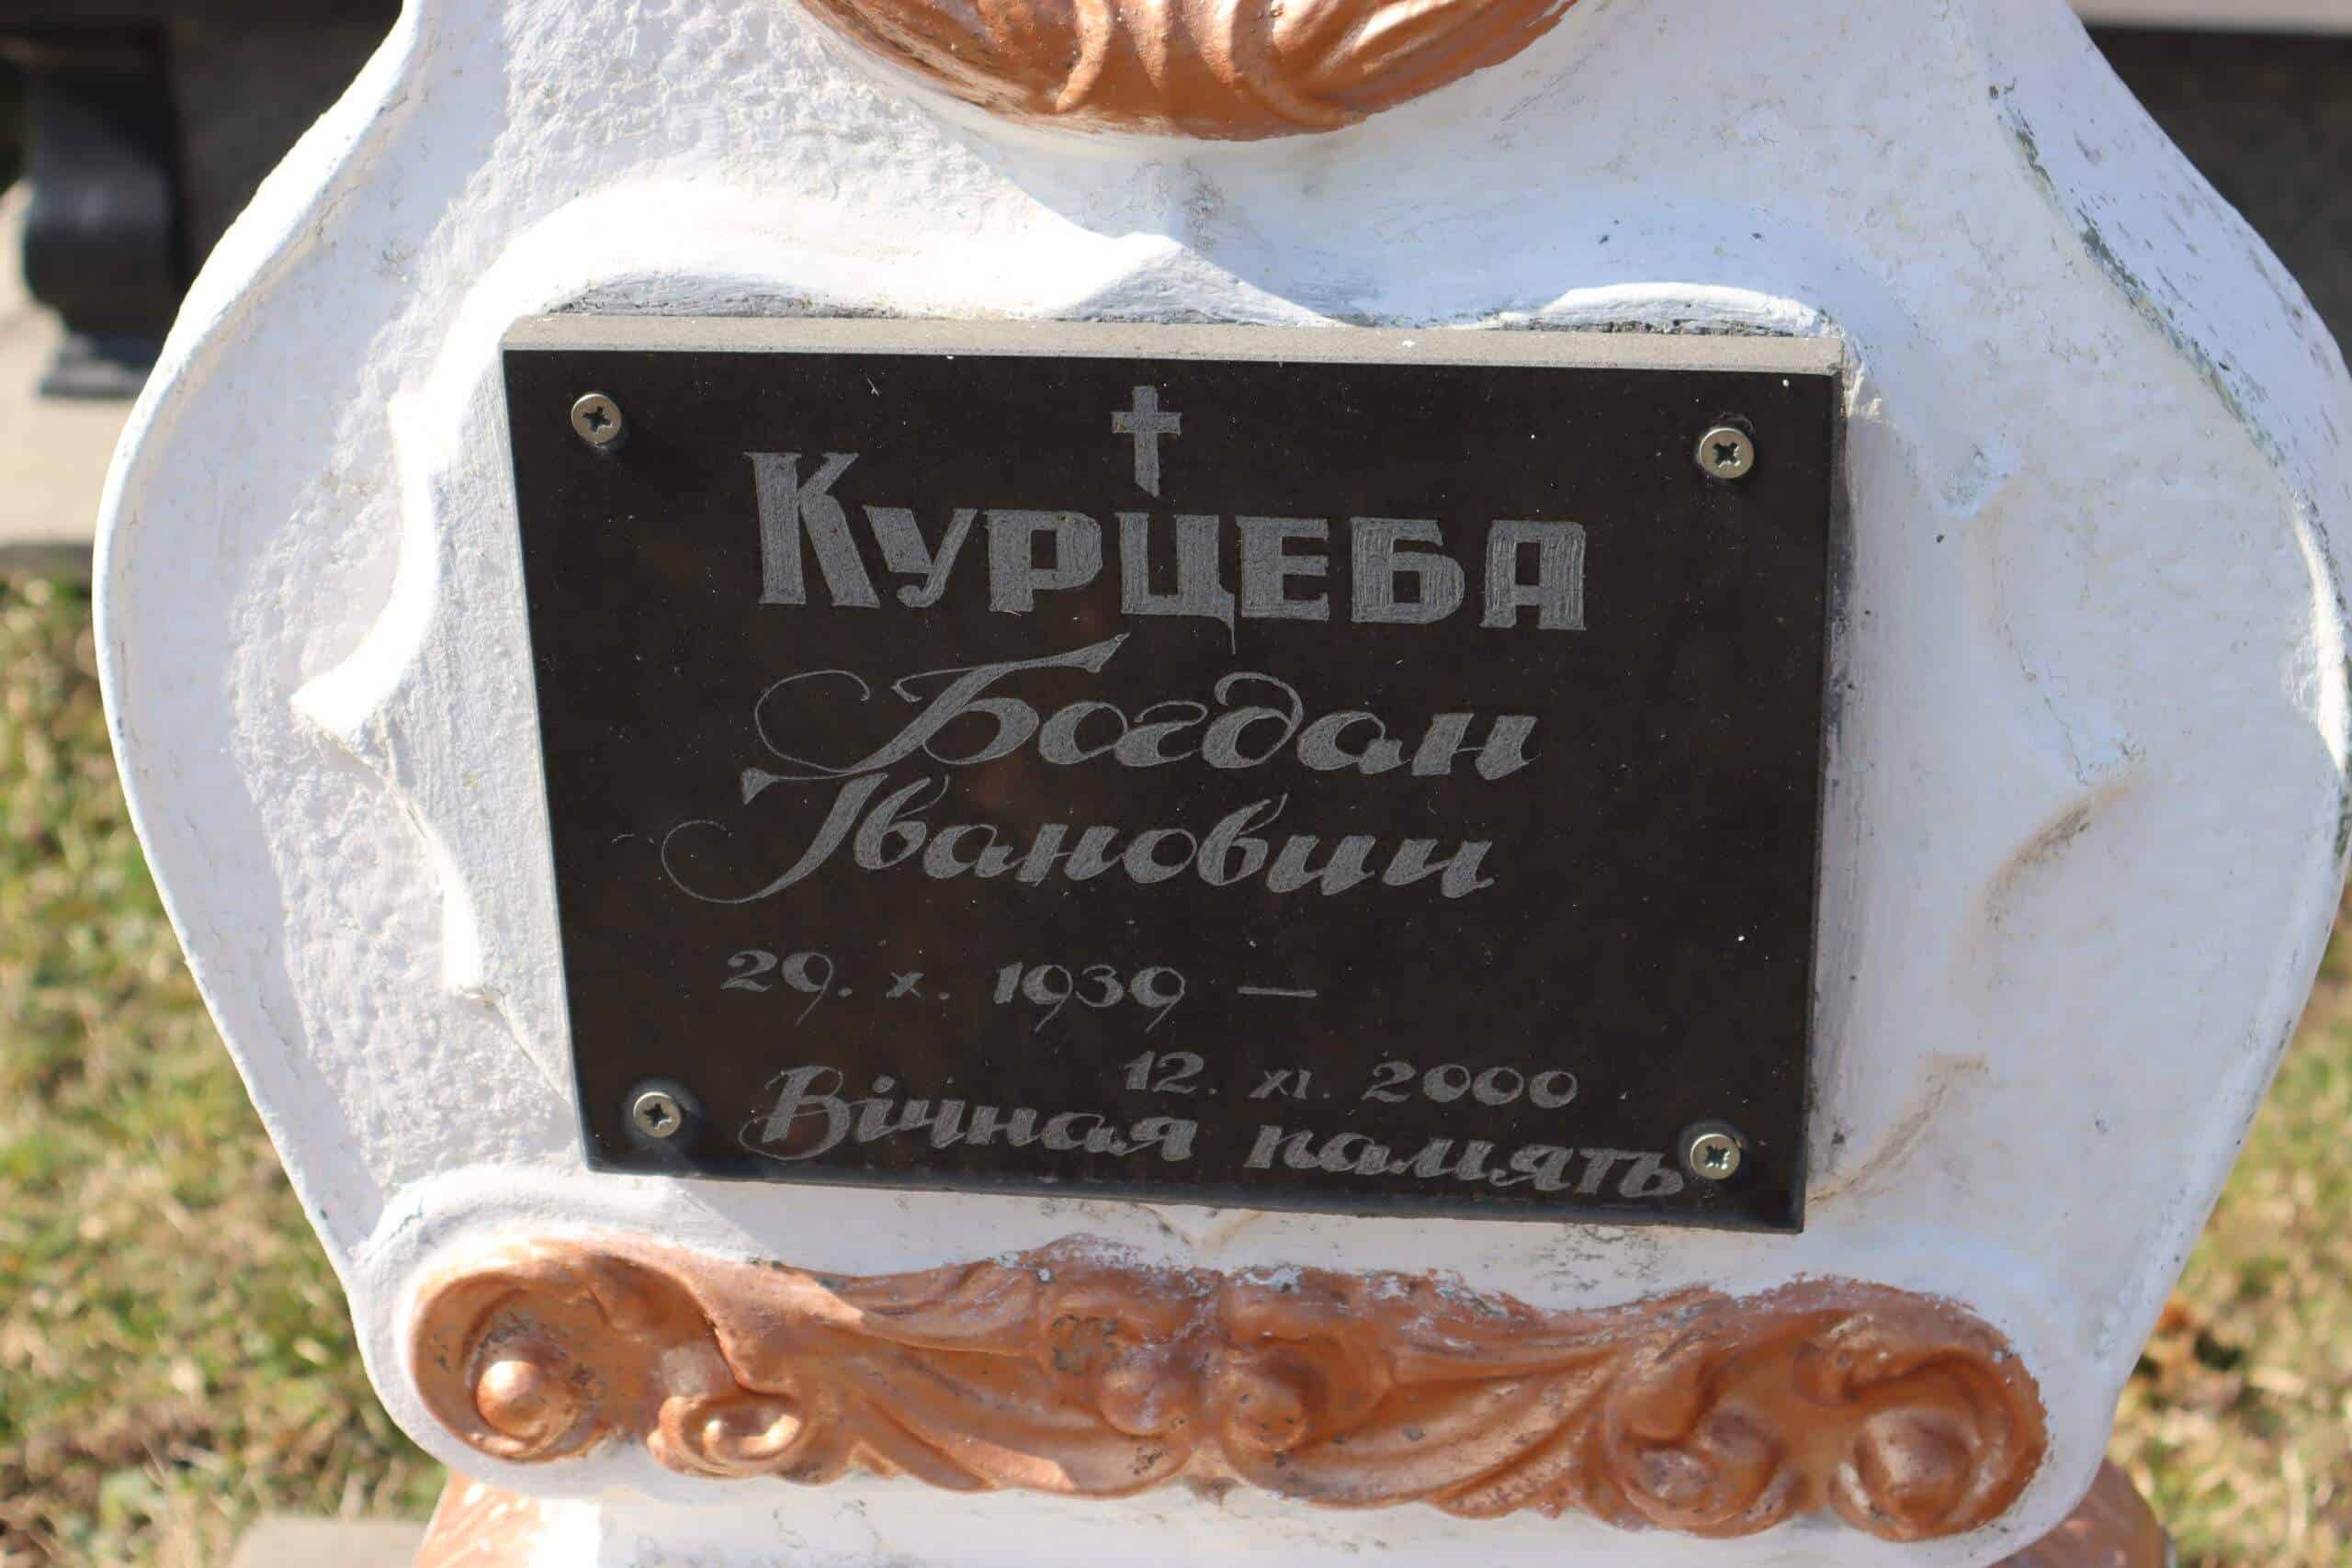 Курцеба
Богдан
Іванович
29. x. 1939 —
12. xi. 2000
Вічная память